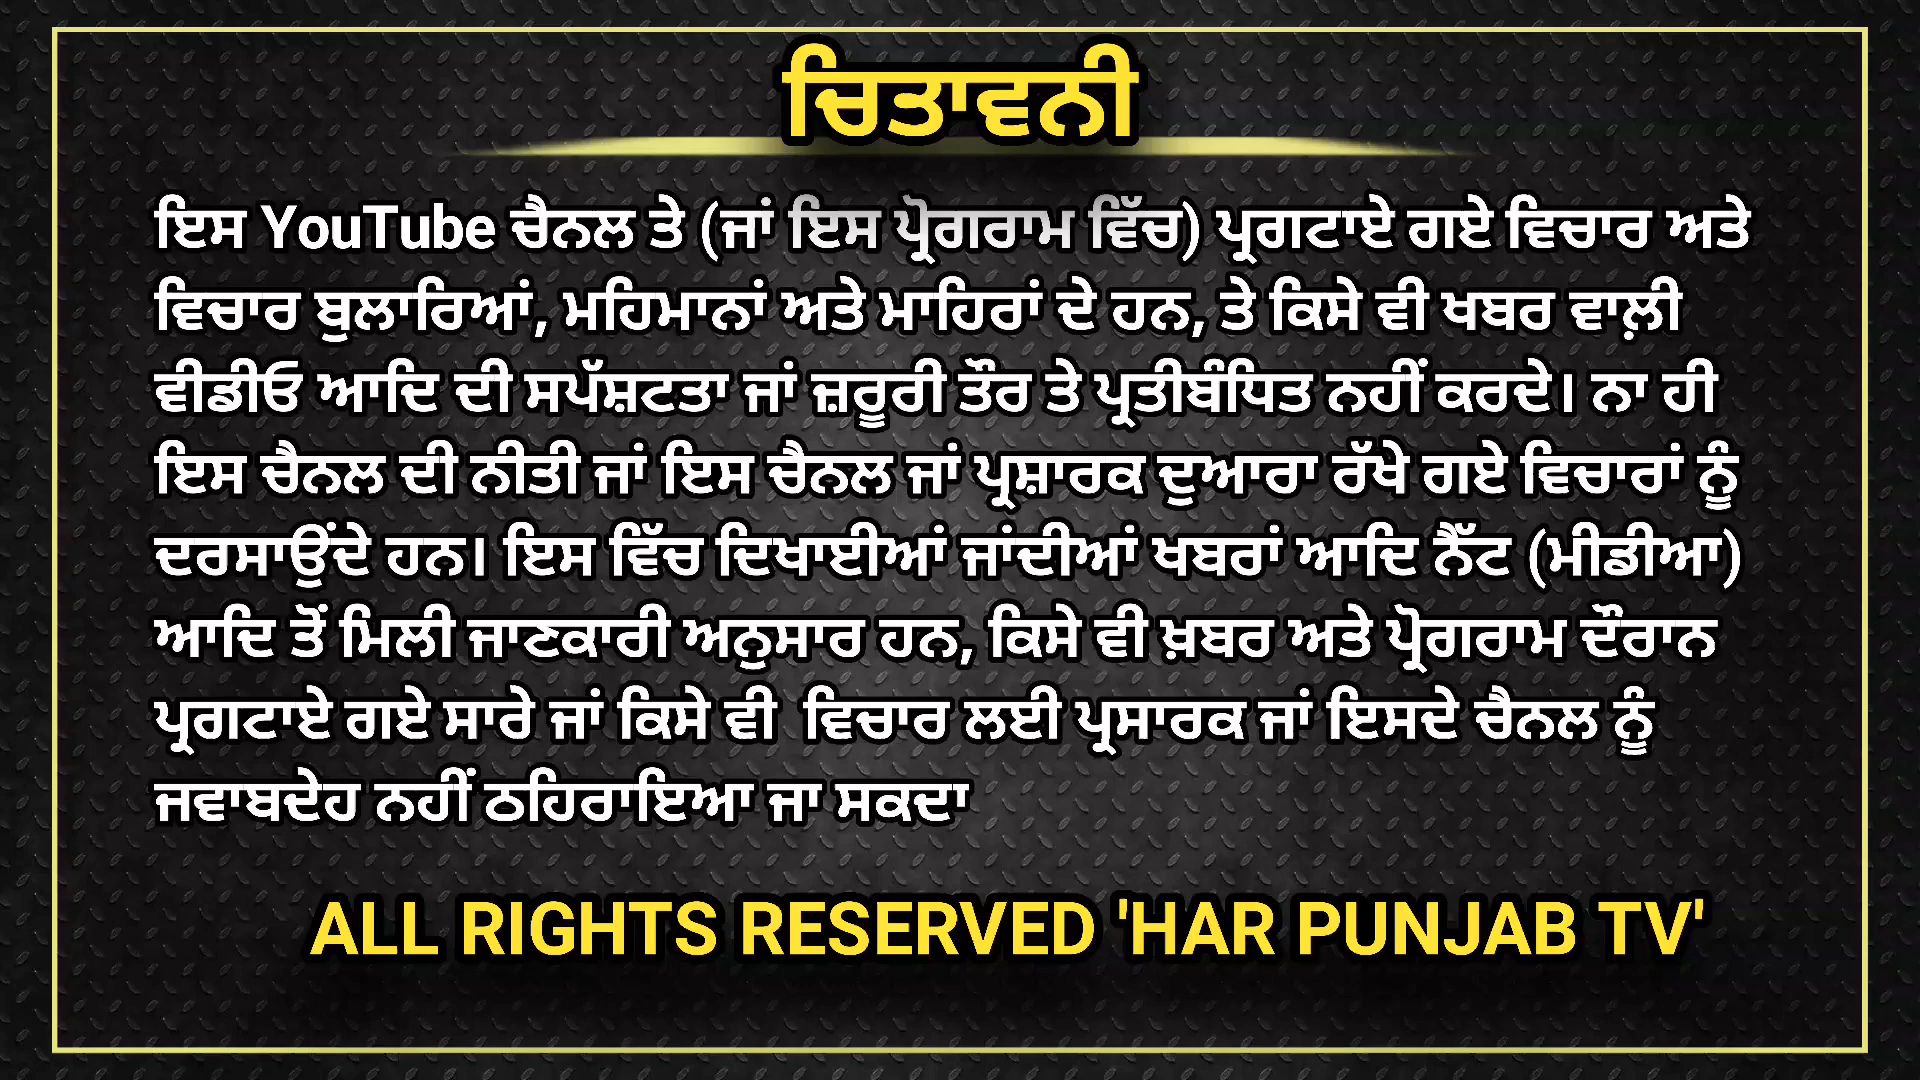 ਚਿਤਾਵਨੀ
ਇਸ YouTube ਚੈਨਲ ਤੇ (ਜਾਂ ਇਸ ਪ੍ਰੋਗਰਾਮ ਵਿੱਚ) ਪ੍ਰਗਟਾਏ ਗਏ ਵਿਚਾਰ ਅਤੇ
ਵਿਚਾਰ ਬੁਲਾਰਿਆਂ, ਮਹਿਮਾਨਾਂ ਅਤੇ ਮਾਹਿਰਾਂ ਦੇ ਹਨ, ਤੇ ਕਿਸੇ ਵੀ ਖਬਰ ਵਾਲ਼ੀ
ਵੀਡੀਓ ਆਦਿ ਦੀ ਸਪੱਸ਼ਟਤਾ ਜਾਂ ਜ਼ਰੂਰੀ ਤੌਰ ਤੇ ਪ੍ਰਤੀਬੰਧਿਤ ਨਹੀਂ ਕਰਦੇ। ਨਾ ਹੀ
ਇਸ ਚੈਨਲ ਦੀ ਨੀਤੀ ਜਾਂ ਇਸ ਚੈਨਲ ਜਾਂ ਪ੍ਰਸ਼ਾਰਕ ਦੁਆਰਾ ਰੱਖੇ ਗਏ ਵਿਚਾਰਾਂ ਨੂੰ
ਦਰਸਾਉਂਦੇ ਹਨ। ਇਸ ਵਿੱਚ ਦਿਖਾਈਆਂ ਜਾਂਦੀਆਂ ਖਬਰਾਂ ਆਦਿ ਨੈੱਟ (ਮੀਡੀਆ)
ਆਦਿ ਤੋਂ ਮਿਲੀ ਜਾਣਕਾਰੀ ਅਨੁਸਾਰ ਹਨ, ਕਿਸੇ ਵੀ ਖ਼ਬਰ ਅਤੇ ਪ੍ਰੋਗਰਾਮ ਦੌਰਾਨ
ਪ੍ਰਗਟਾਏ ਗਏ ਸਾਰੇ ਜਾਂ ਕਿਸੇ ਵੀ  ਵਿਚਾਰ ਲਈ ਪ੍ਰਸਾਰਕ ਜਾਂ ਇਸਦੇ ਚੈਨਲ ਨੂੰ
ਜਵਾਬਦੇਹ ਨਹੀਂ ਠਹਿਰਾਇਆ ਜਾ ਸਕਦਾ
ALL RIGHTS RESERVED 'HAR PUNJAB TV'